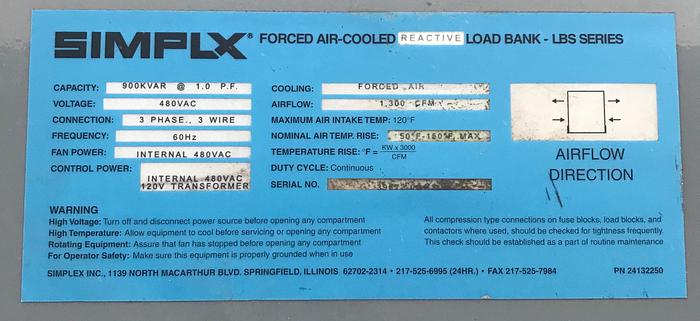 SIMPLX® FORCED AIR-COOLED REACTIVE LOAD BANK - LBS SERIES
CAPACITY: 900KVAR @ 1.0 P.F.
VOLTAGE: 480VAC
CONNECTION: 3 PHASE., 3 WIRE
FREQUENCY: 60Hz
FAN POWER: INTERNAL 480VAC
CONTROL POWER: INTERNAL 480VAC
120V TRANSFORMER
COOLING: FORCED AIR
AIRFLOW: 1,300 CFM
MAXIMUM AIR INTAKE TEMP: 120°F
NOMINAL AIR TEMP. RISE: 50°F-150°F, MAX
TEMPERATURE RISE: °F = KW x 3000
CFM
DUTY CYCLE: Continuous
SERIAL NO.
AIRFLOW
DIRECTION
WARNING
High Voltage: Turn off and disconnect power source before opening any compartment
High Temperature: Allow equipment to cool before servicing or opening any compartment
Rotating Equipment: Assure that fan has stopped before opening any compartment
For Operator Safety: Make sure this equipment is properly grounded when in use
All compression type connections on fuse blocks, load blocks, and
contactors where used, should be checked for tightness frequently.
This check should be established as a part of routine maintenance
SIMPLEX INC., 1139 NORTH MACARTHUR BLVD. SPRINGFIELD, ILLINOIS 62702-2314 • 217-525-6995 (24HR.) • FAX 217-525-7984 PN 24132250